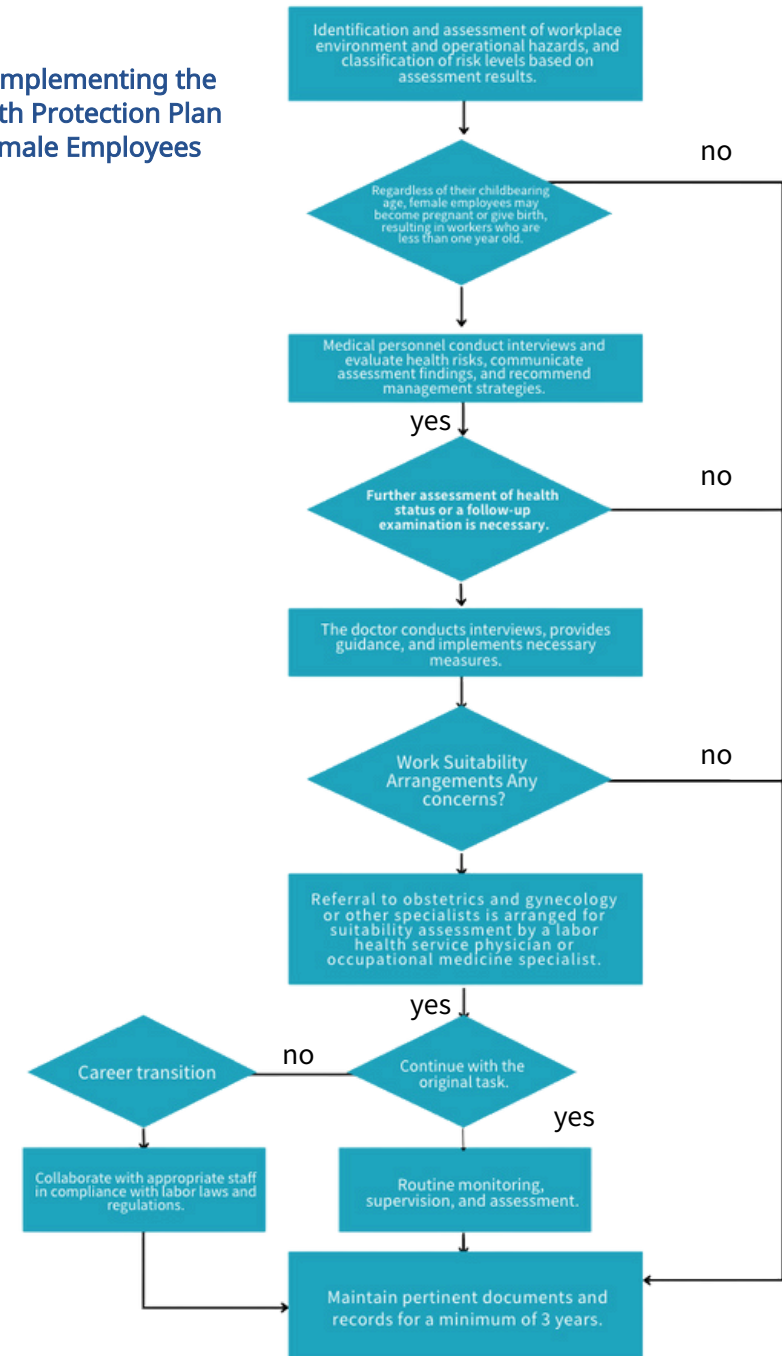 Identification and assessment of workplace
environment and operational hazards, and
classification of risk levels based on
assessment results.
mplementing the
th Protection Plan
male Employees
no
Regardless of their childbearing
age, female employees may
become pregnant or give birth,
resulting in workers who are
less than one year old.
Medical personnel conduct interviews and
evaluate health risks, communicate
assessment findings, and recommend
management strategies.
yes
no
Further assessment of health
status or a follow-up
examination is necessary.
The doctor conducts interviews, provides
guidance, and implements necessary
measures.
no
Work Suitability
Arrangements Any
concerns?
Referral to obstetrics and gynecology
or other specialists is arranged for
suitability assessment by a labor
health service physician or
occupational medicine specialist.
yes
Career transition
no
Continue with the
original task.
yes
Collaborate with appropriate staff
in compliance with labor laws and
regulations.
Routine monitoring,
supervision, and assessment.
Maintain pertinent documents and
records for a minimum of 3 years.